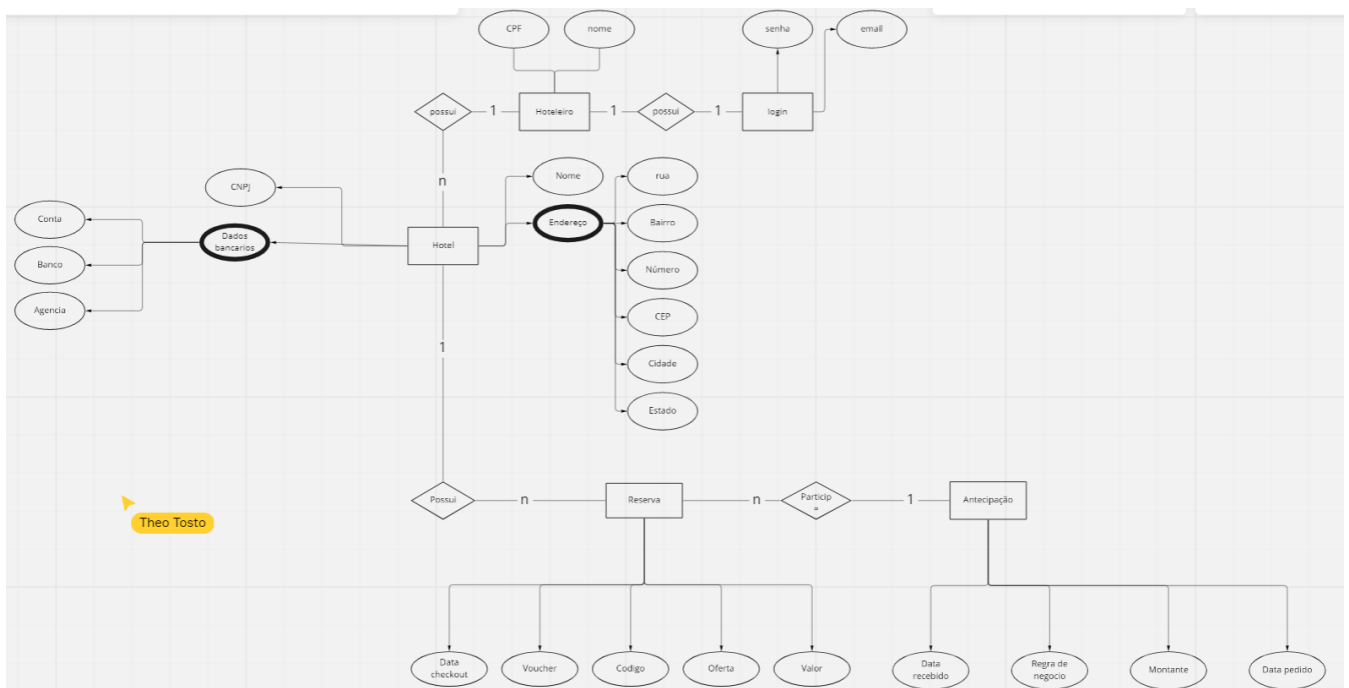 CPF
nome
senha
email
possui
1
Hoteleiro
1
possui
1
login
n
CNPJ
Nome
rua
Conta
Dados
bancarios
Hotel
Endereço
Bairro
Banco
Número
Agencia
CEP
1
Cidade
Estado
Possui
n
Reserva
n
Particip
a
1
Antecipação
Theo Tosto
Data
checkout
Voucher
Codigo
Oferta
Valor
Data
recebido
Regra de
negocio
Montante
Data pedido